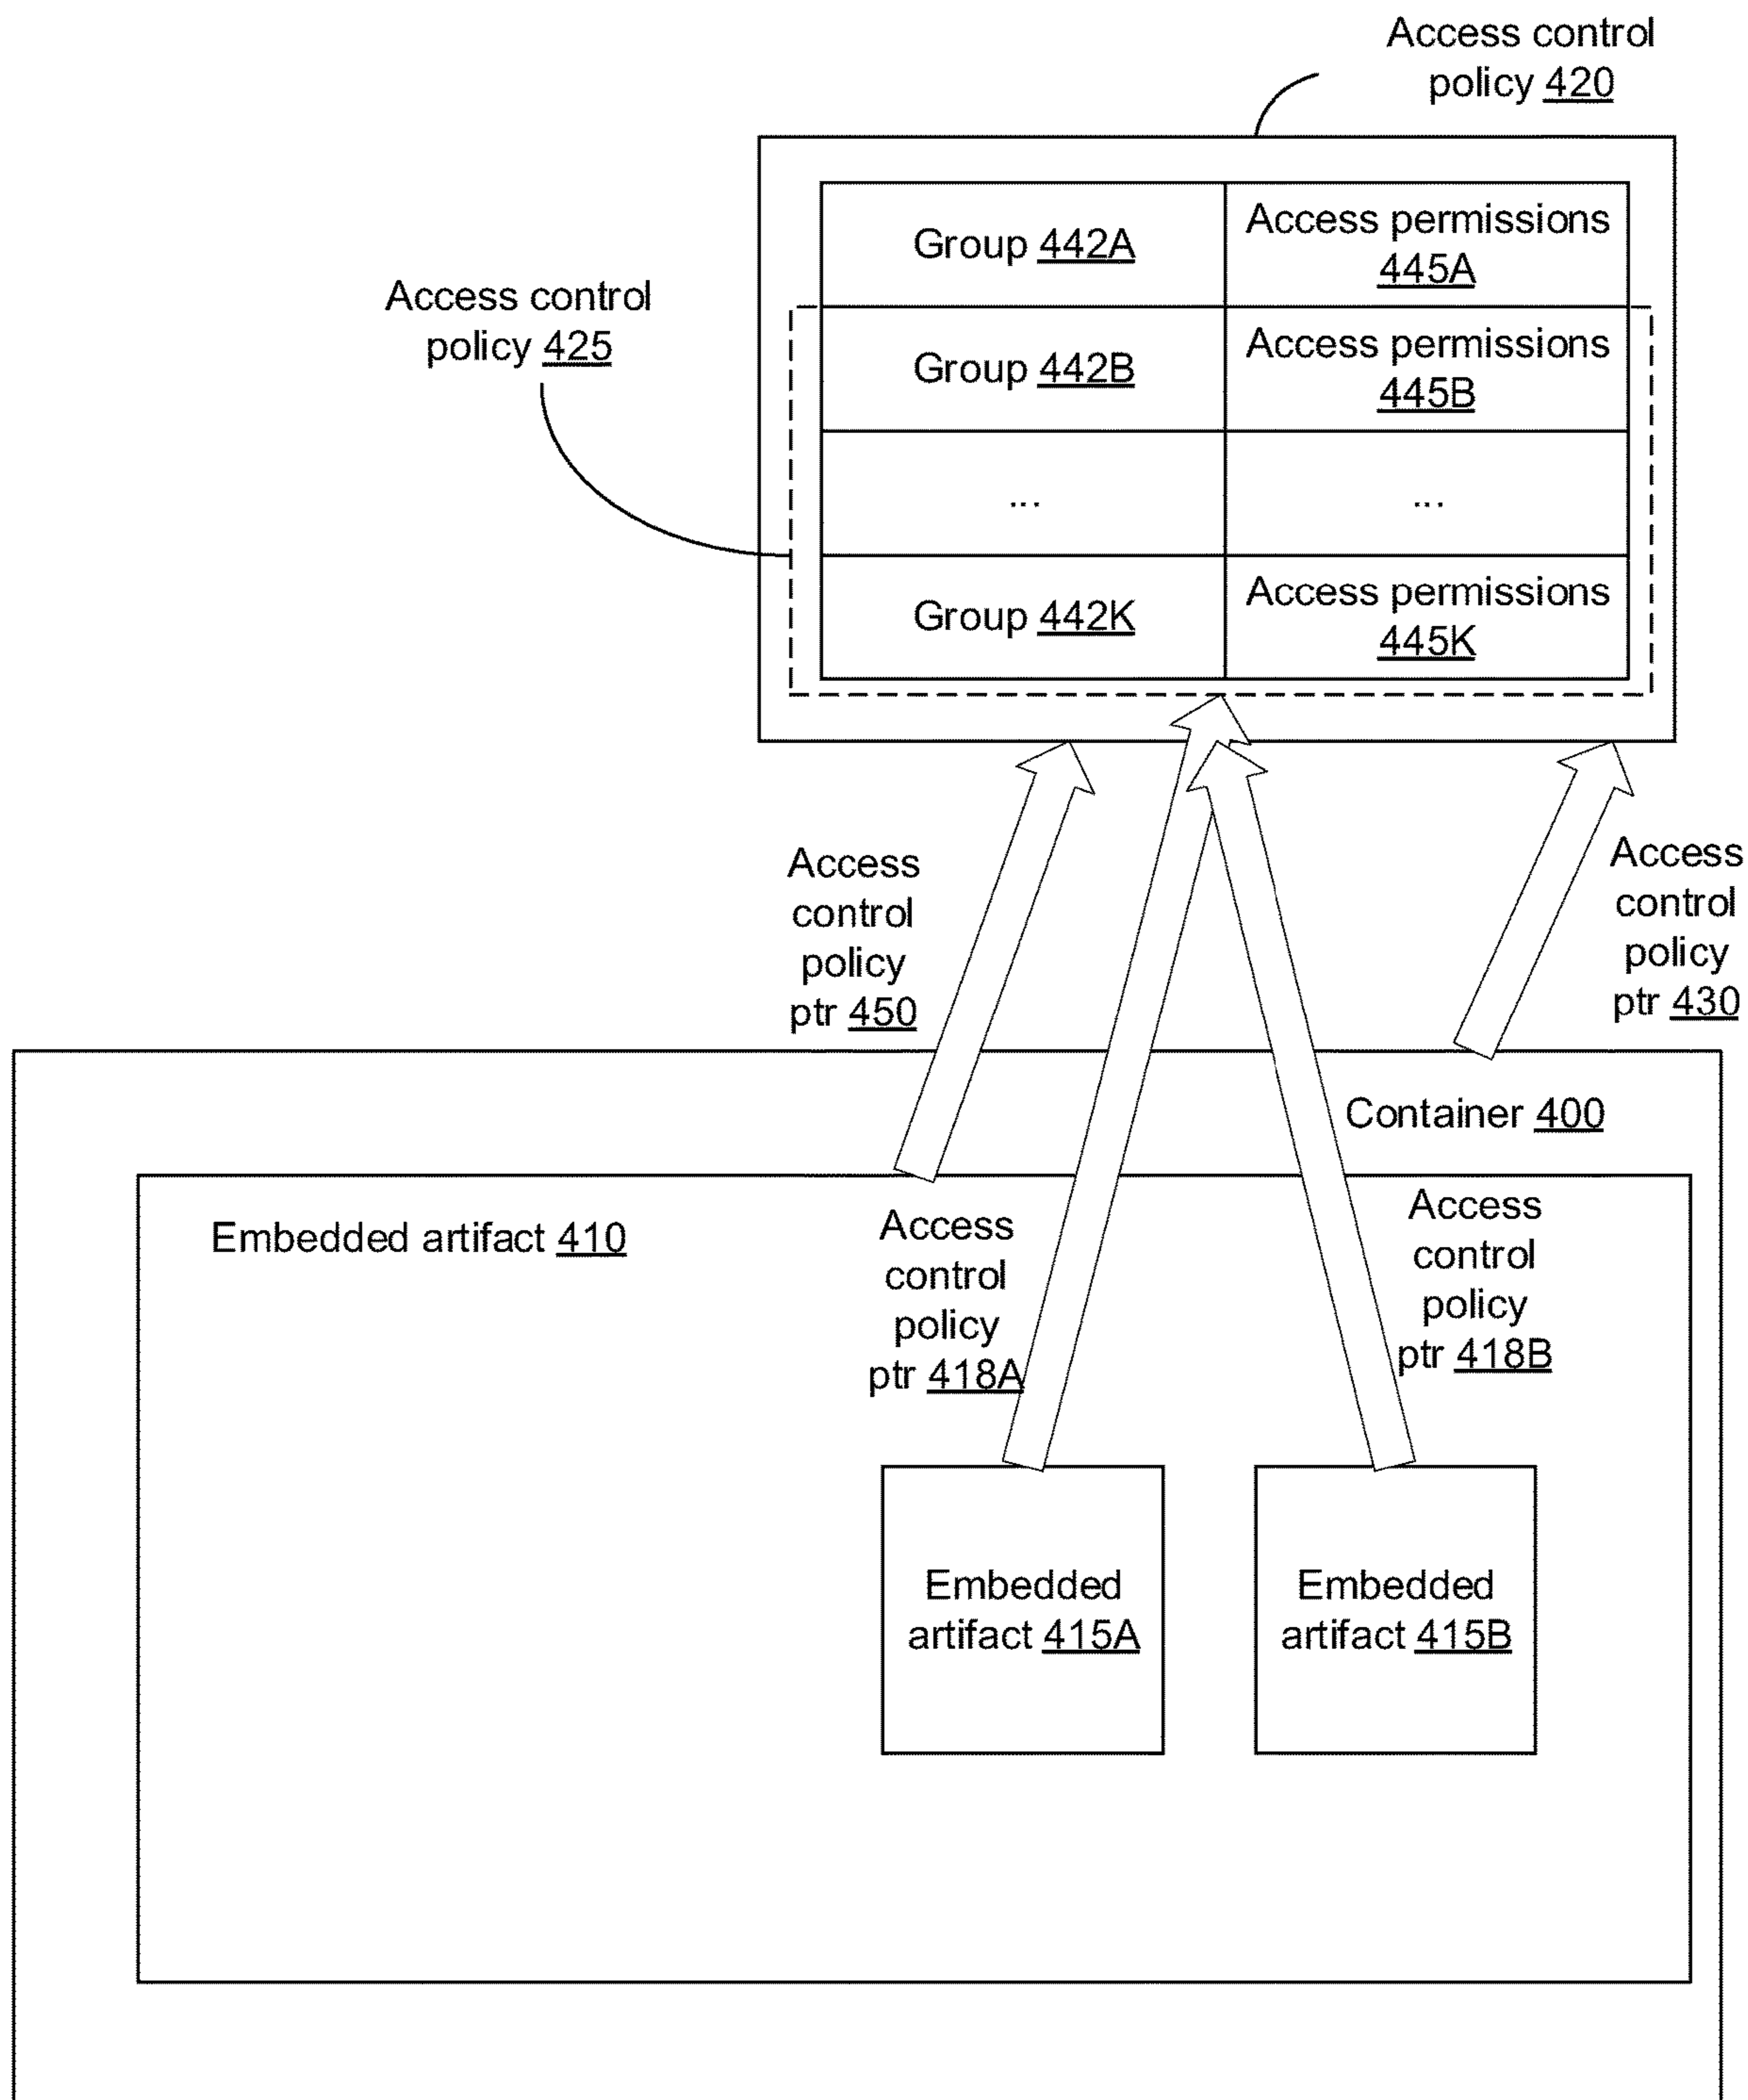 Access control
policy 420
Group 442A
Access permissions
445A
Access control
policy 425
Group 442B
Access permissions
445B
...
...
Group 442K
Access permissions
445K
Access
control
policy
ptr 450
Access
control
policy
ptr 430
Container 400
Embedded artifact 410
Access
control
policy
ptr 418A
Access
control
policy
ptr 418B
Embedded
artifact 415A
Embedded
artifact 415B